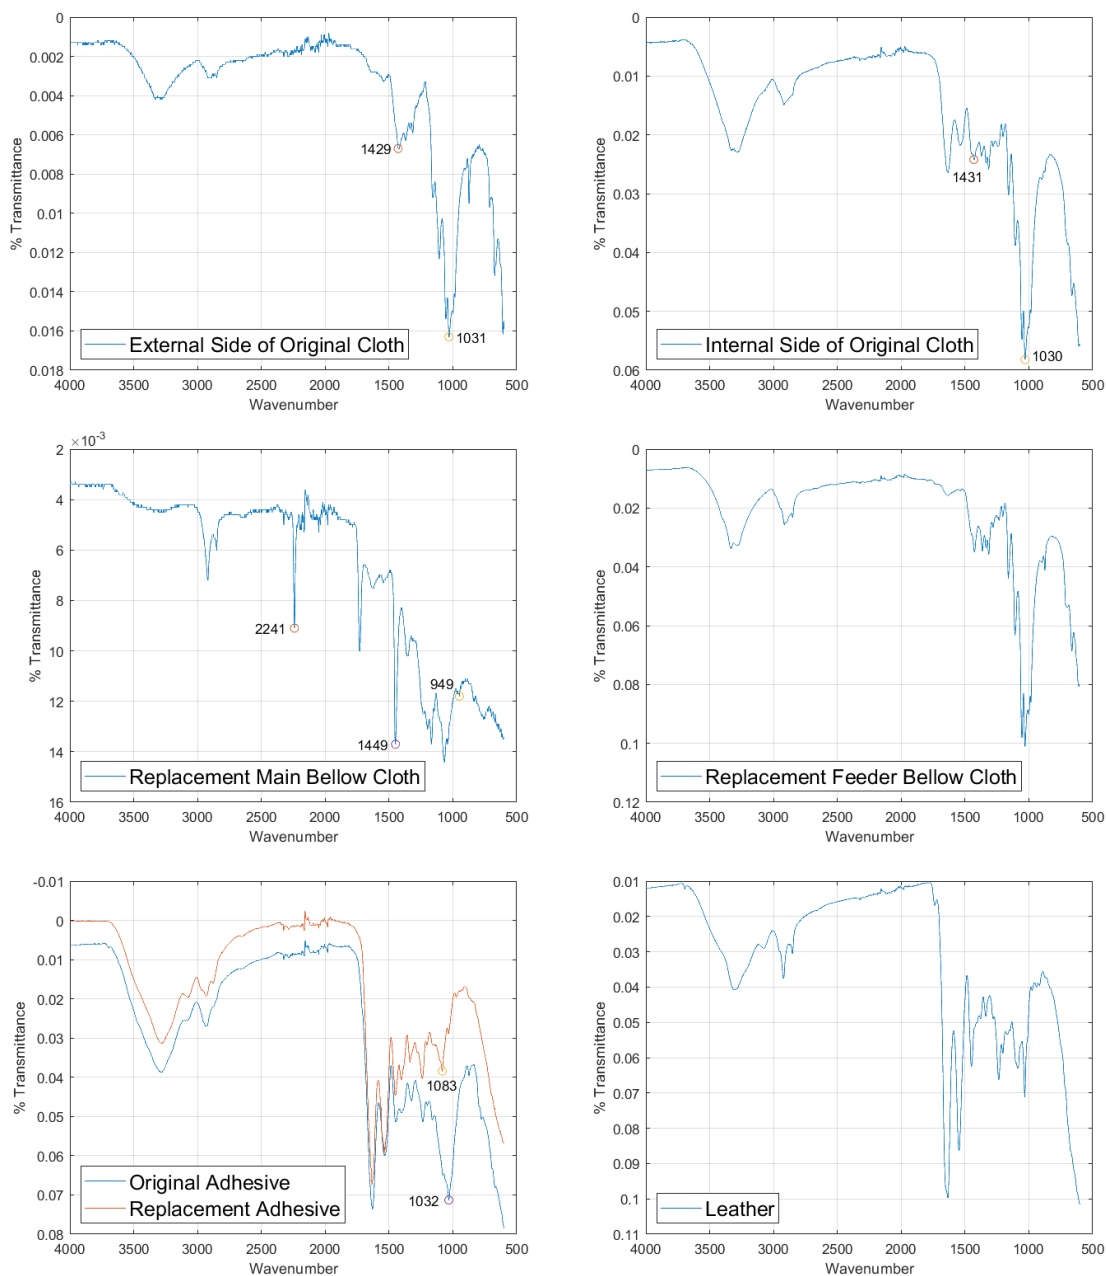 0
0.002
0.004
0.006
0.008
0.01
0.012
0.014
0.016
0.018
% Transmittance
1429
1031
External Side of Original Cloth
4000 3500 3000 2500 2000 1500 1000 500
Wavenumber
0
0.01
0.02
0.03
0.04
0.05
0.06
% Transmittance
1431
1030
Internal Side of Original Cloth
4000 3500 3000 2500 2000 1500 1000 500
Wavenumber
×10-3
2
4
6
8
10
12
14
16
% Transmittance
2241
949
1449
Replacement Main Bellow Cloth
4000 3500 3000 2500 2000 1500 1000 500
Wavenumber
0
0.02
0.04
0.06
0.08
0.1
0.12
% Transmittance
Replacement Feeder Bellow Cloth
4000 3500 3000 2500 2000 1500 1000 500
Wavenumber
-0.01
0
0.01
0.02
0.03
0.04
0.05
0.06
0.07
0.08
% Transmittance
1083
1032
Original Adhesive
Replacement Adhesive
4000 3500 3000 2500 2000 1500 1000 500
Wavenumber
0.01
0.02
0.03
0.04
0.05
0.06
0.07
0.08
0.09
0.1
0.11
% Transmittance
Leather
4000 3500 3000 2500 2000 1500 1000 500
Wavenumber